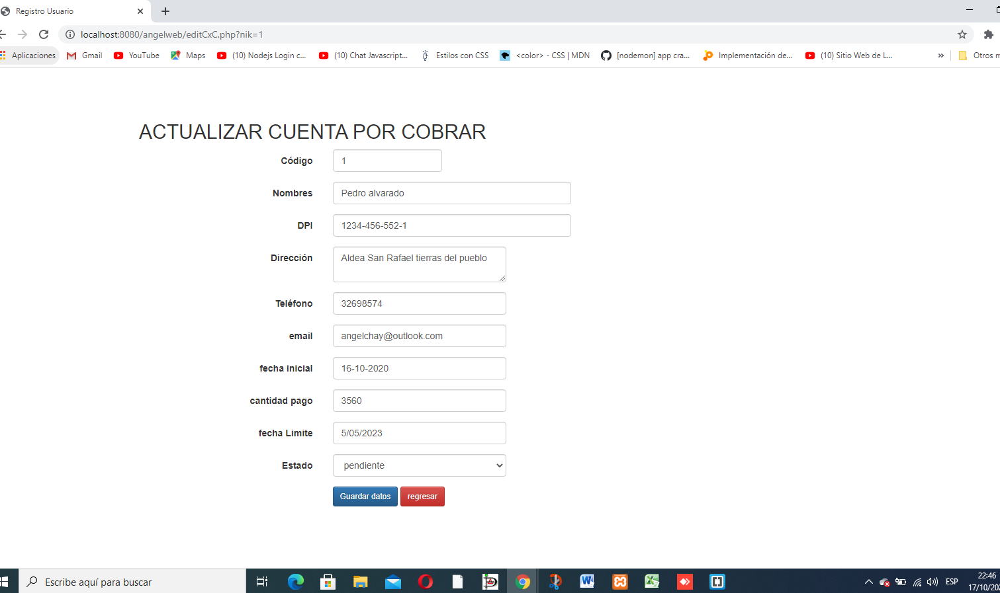 Registro Usuario
localhost:8080/angelweb/editCxC.php?nik=1
Aplicaciones Gmail YouTube Maps (10) Nodejs Login c... (10) Chat Javascript... Estilos con CSS <color> - CSS | MDN [nodemon] app cra... Implementación de... (10) Sitio Web de L... » Otros m
ACTUALIZAR CUENTA POR COBRAR
Código 1
Nombres Pedro alvarado
DPI 1234-456-552-1
Dirección Aldea San Rafael tierras del pueblo
Teléfono 32698574
email angelchay@outlook.com
fecha inicial 16-10-2020
cantidad pago 3560
fecha Limite 5/05/2023
Estado pendiente
Guardar datos regresar
Escribe aquí para buscar
ESP
22:46
17/10/202